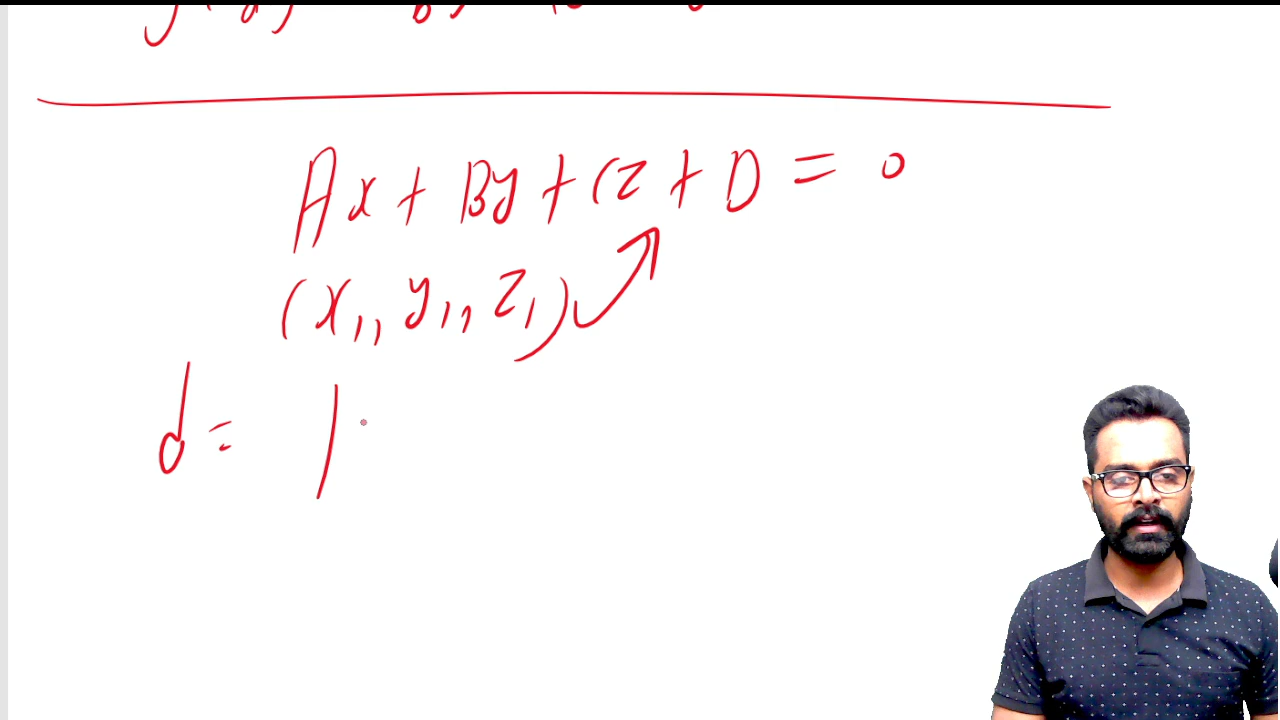 Ax + By + Cz + D = 0
(x₁, y₁, z₁)
d = |